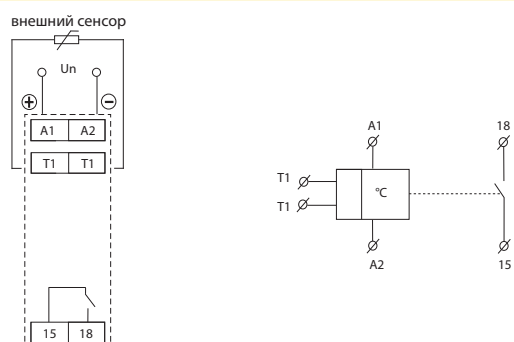 внешний сенсор
Un
+ −
A1 A2
T1 T1
15 18
A1 18
T1
°C
T1
A2 15